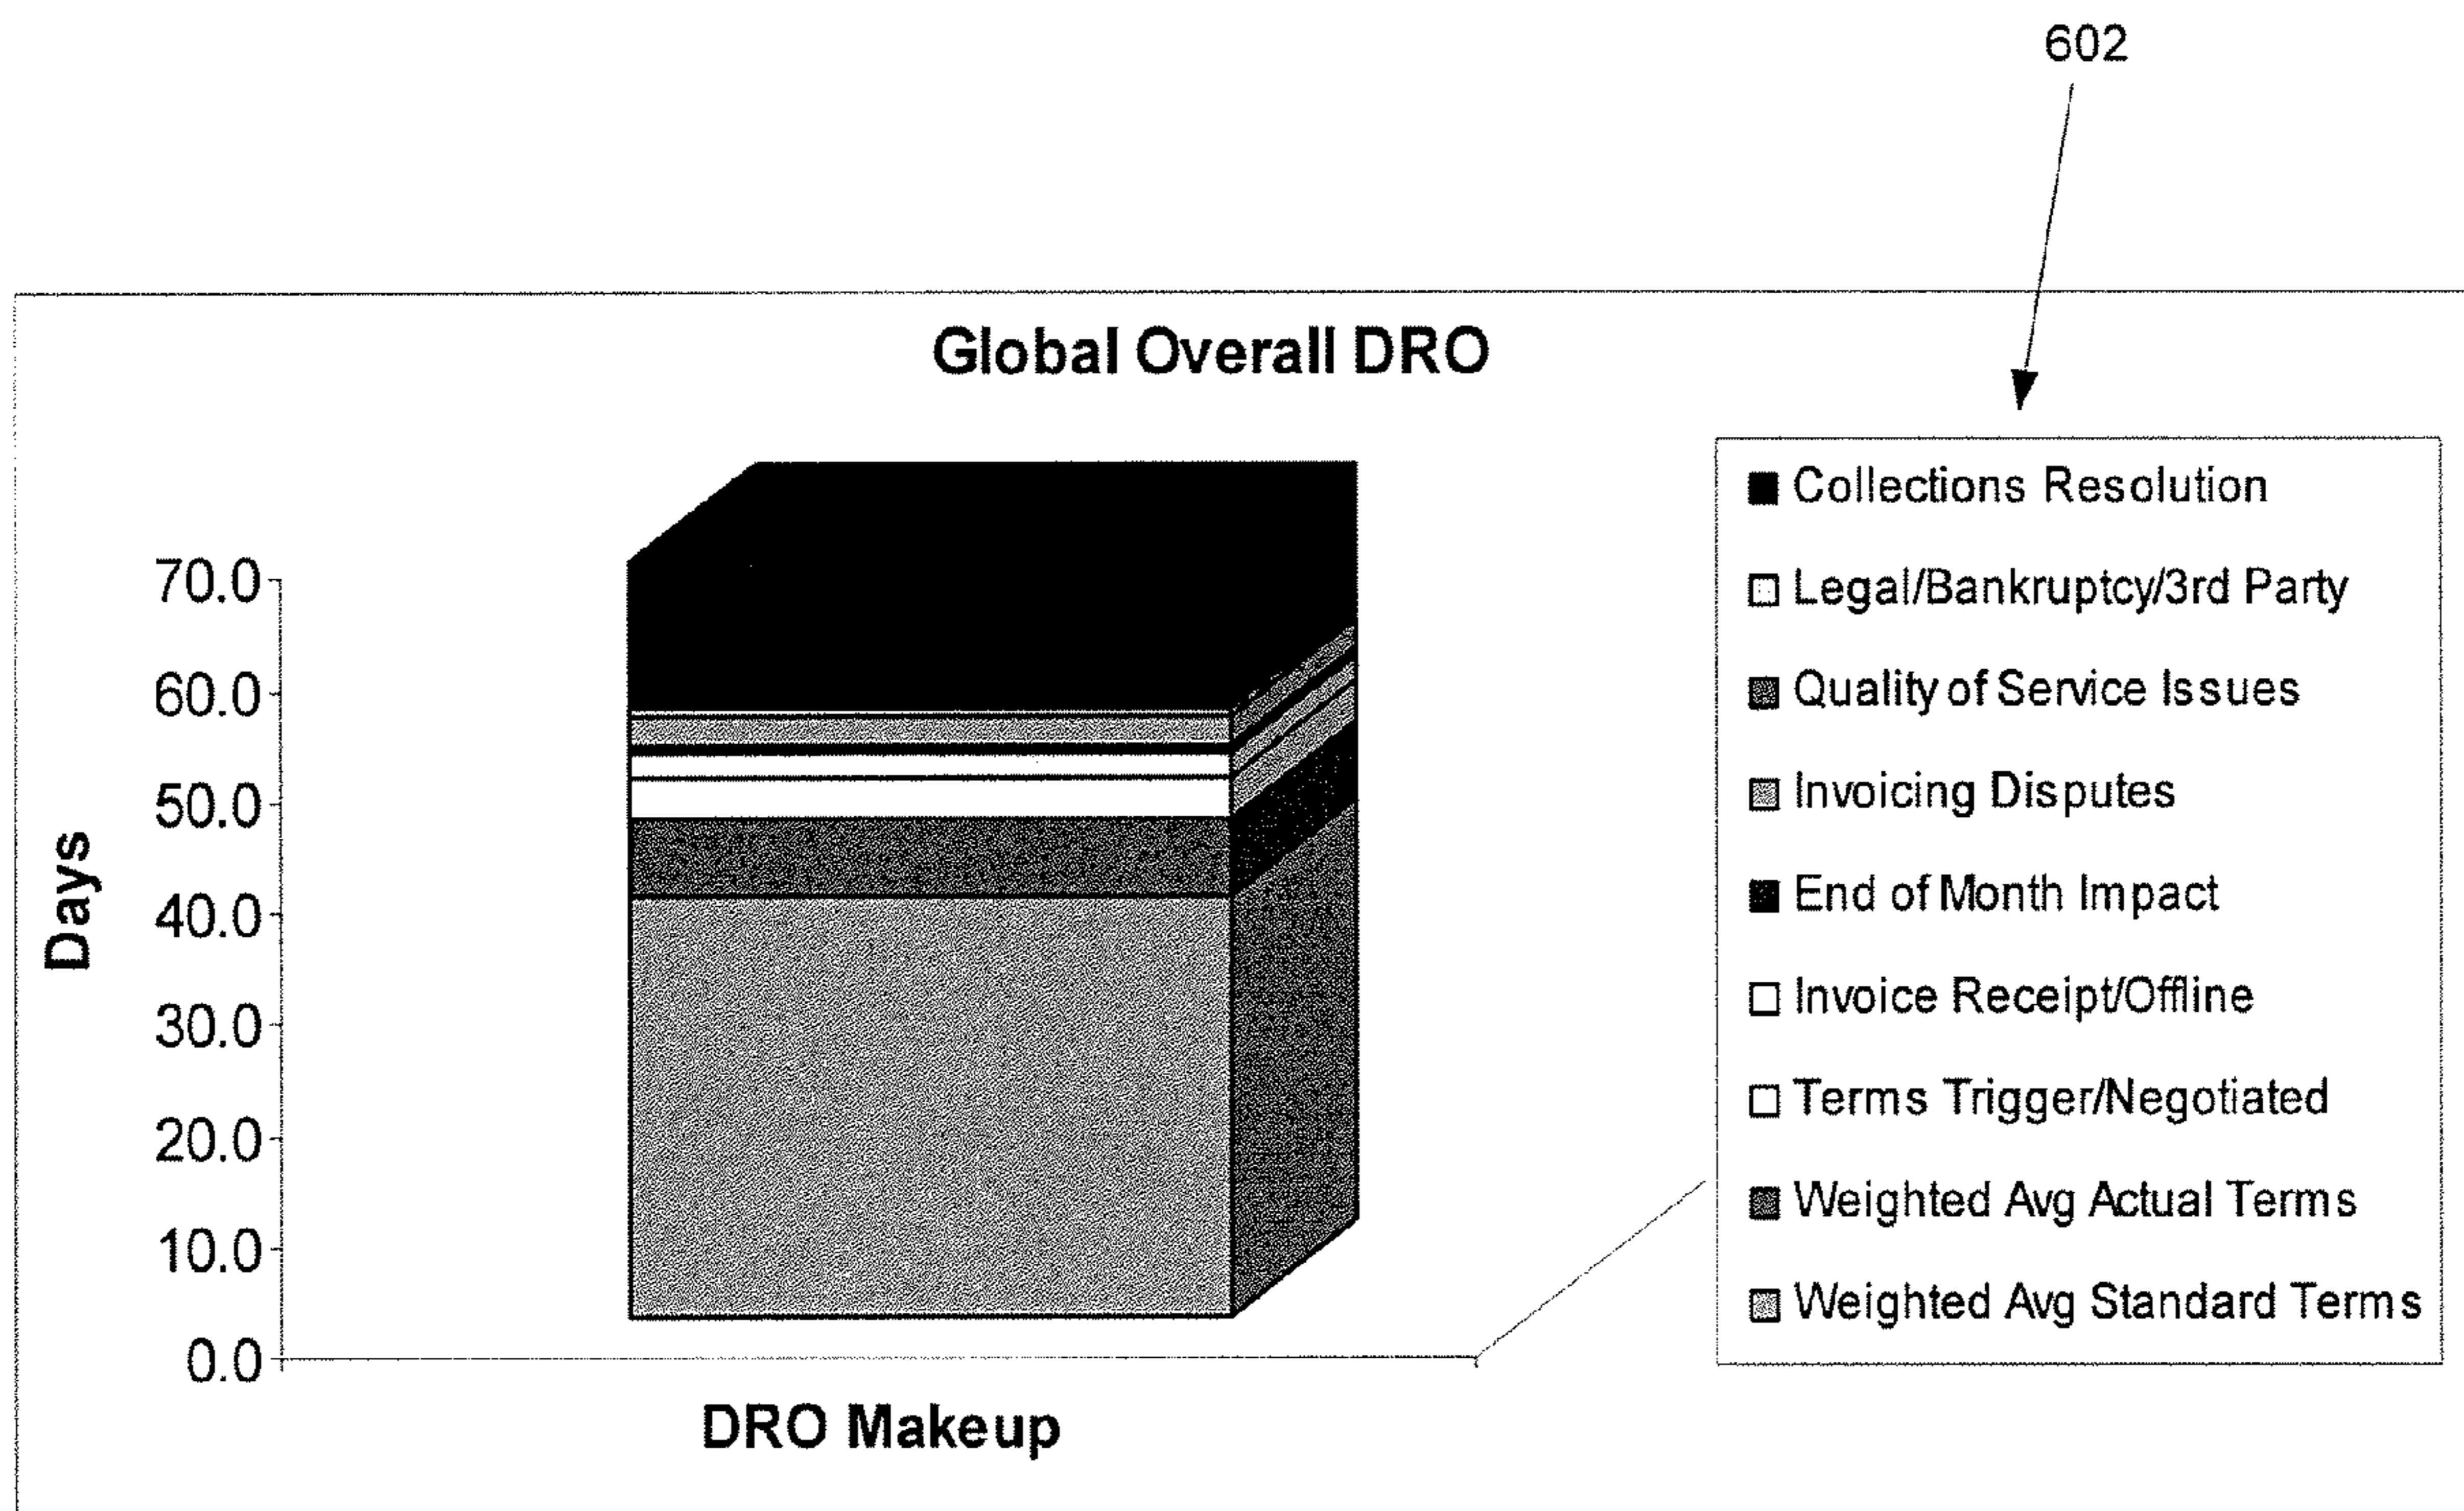 602
Global Overall DRO
Collections Resolution
Legal/Bankruptcy/3rd Party
Quality of Service Issues
Invoicing Disputes
End of Month Impact
Invoice Receipt/Offline
Terms Trigger/Negotiated
Weighted Avg Actual Terms
Weighted Avg Standard Terms
Days
70.0
60.0
50.0
40.0
30.0
20.0
10.0
0.0
DRO Makeup